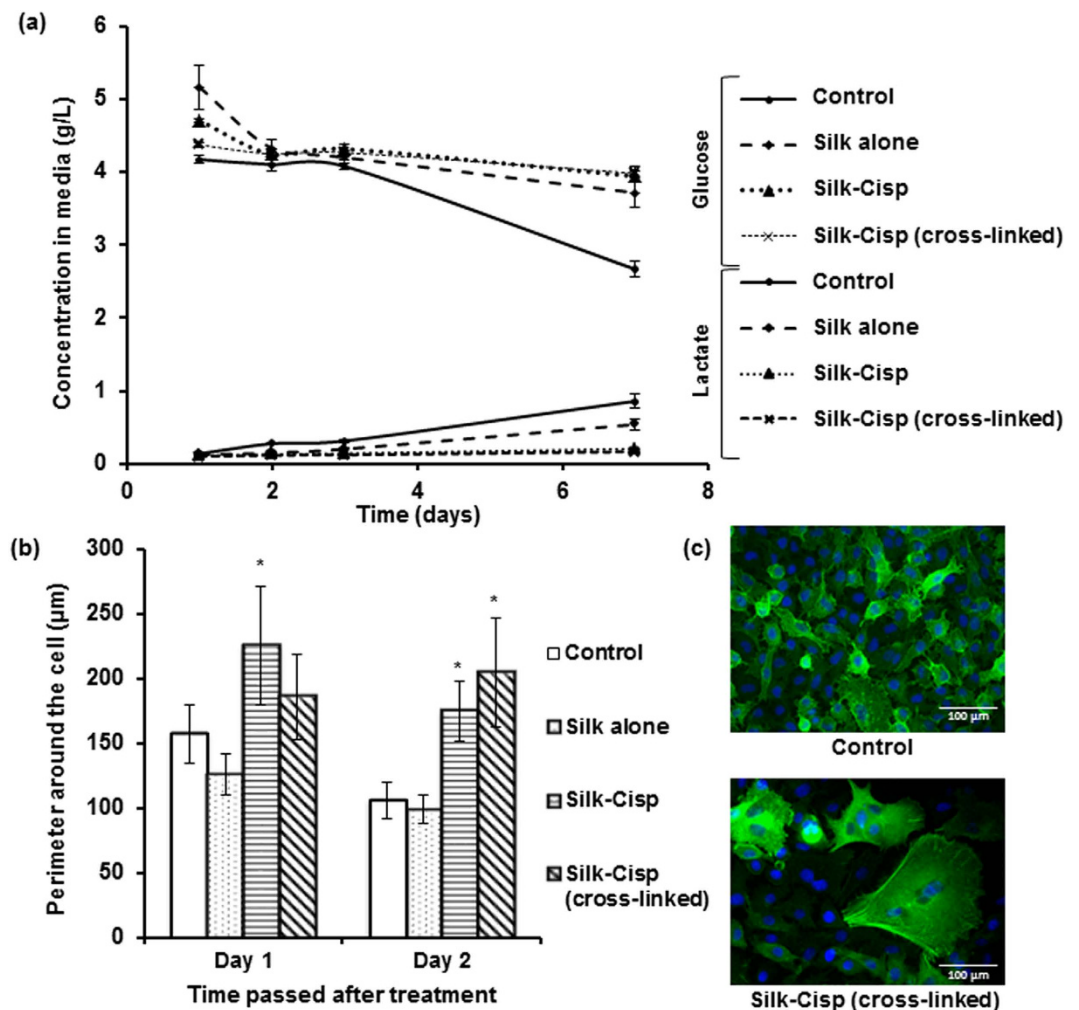 (a)
6
5
4
3
2
1
0
Concentration in media (g/L)
0 2 4 6 8
Time (days)
Glucose
Control
Silk alone
Silk-Cisp
Silk-Cisp (cross-linked)
Lactate
Control
Silk alone
Silk-Cisp
Silk-Cisp (cross-linked)
(b)
300
250
200
150
100
50
0
Perimeter around the cell (µm)
* * *
Day 1 Day 2
Time passed after treatment
Control
Silk alone
Silk-Cisp
Silk-Cisp
(cross-linked)
(c)
100 µm
Control
100 µm
Silk-Cisp (cross-linked)